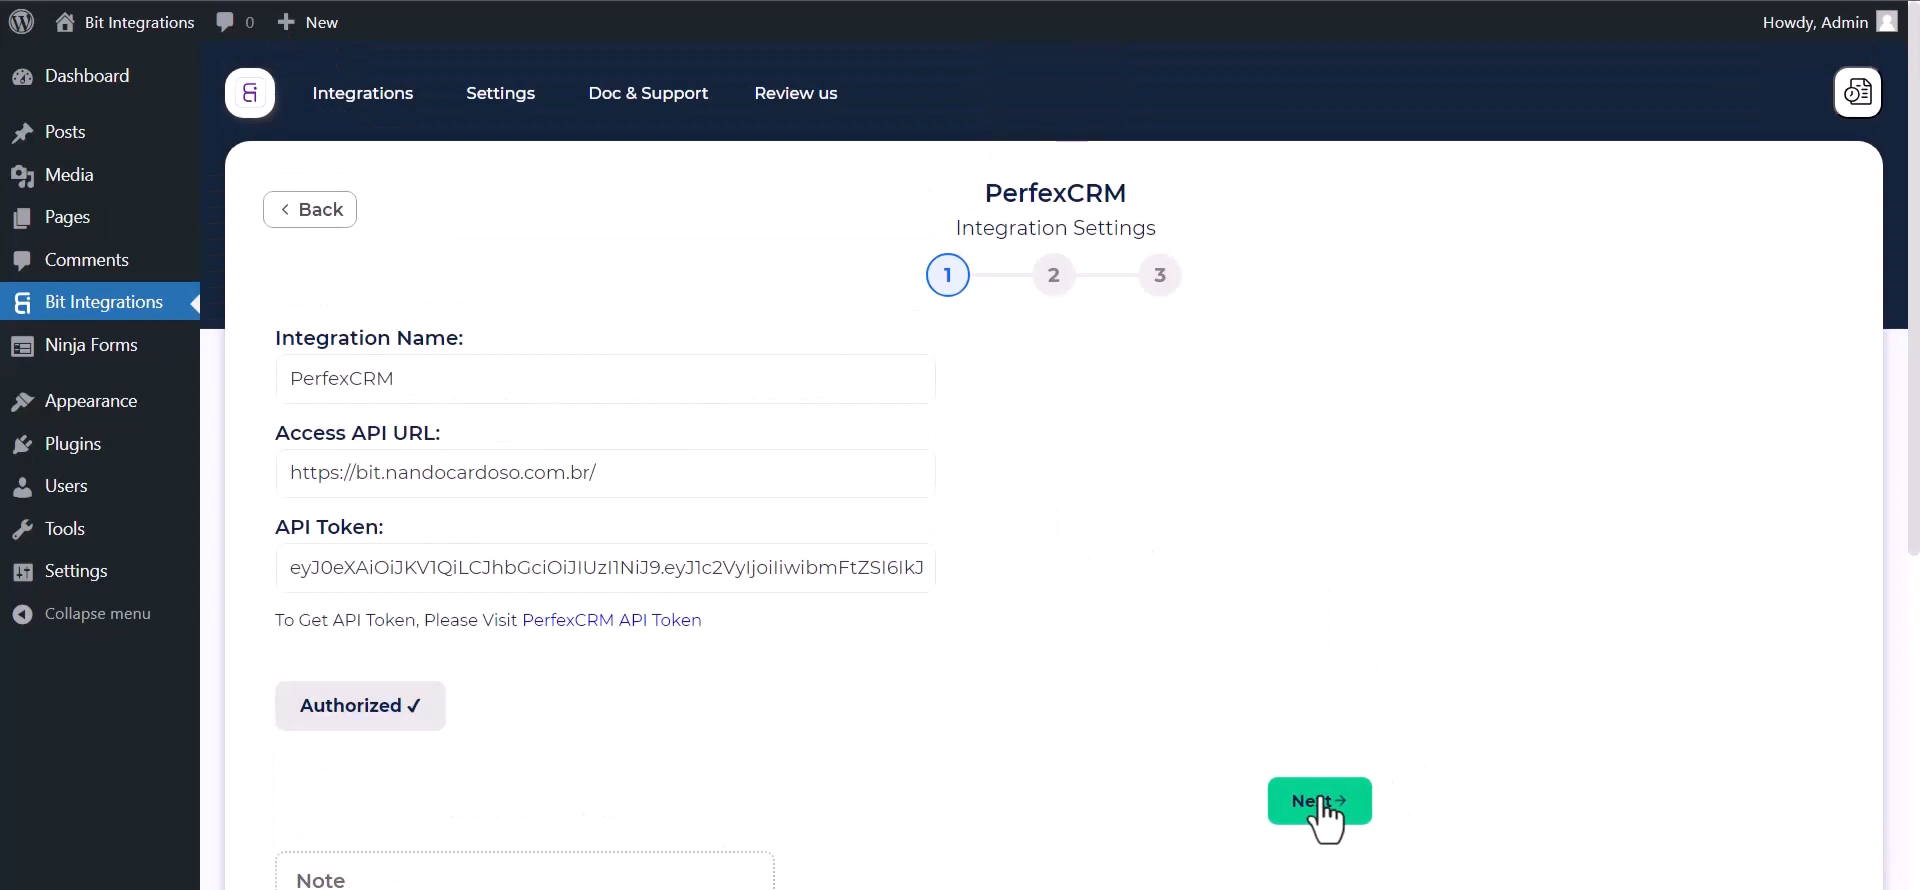 Bit Integrations 0 New Howdy, Admin
Dashboard
Posts
Media
Pages
Comments
Bit Integrations
Ninja Forms
Appearance
Plugins
Users
Tools
Settings
Collapse menu
Integrations Settings Doc & Support Review us
Back
PerfexCRM
Integration Settings
1 2 3
Integration Name:
PerfexCRM
Access API URL:
https://bit.nandocardoso.com.br/
API Token:
eyJ0eXAiOiJKV1QiLCJhbGciOiJIUzI1NiJ9.eyJ1c2VyIjoiIiwibmFtZSI6IkJ
To Get API Token, Please Visit PerfexCRM API Token
Authorized ✓
Next →
Note